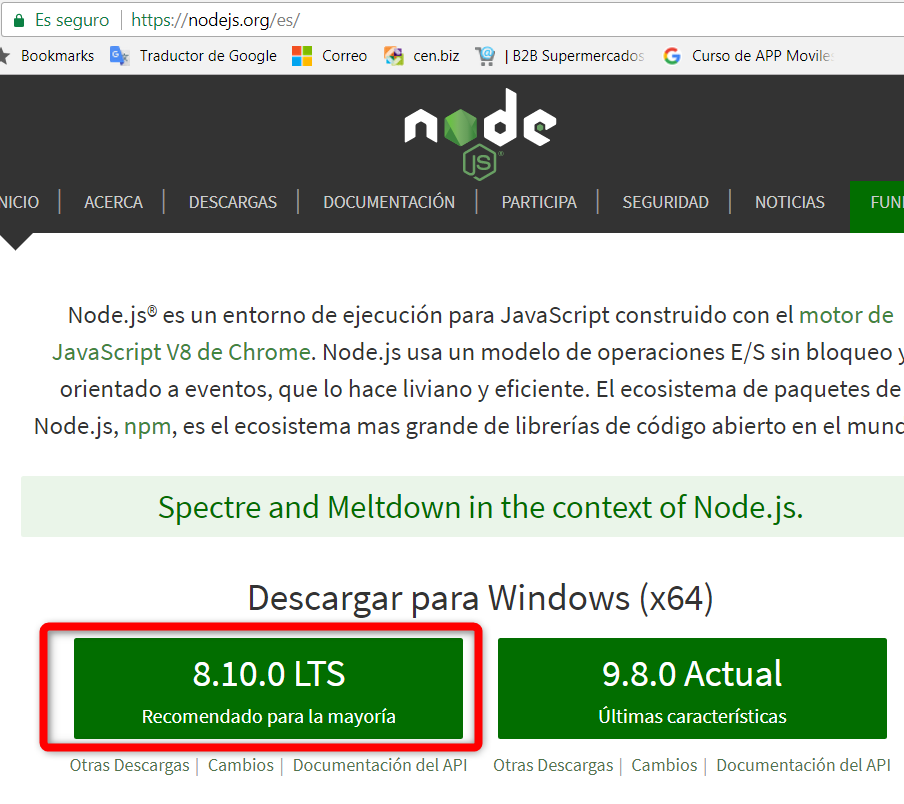 Es seguro | https://nodejs.org/es/
Bookmarks Traductor de Google Correo cen.biz | B2B Supermercados Curso de APP Moviles
node
JS
NICIO | ACERCA | DESCARGAS | DOCUMENTACIÓN | PARTICIPA | SEGURIDAD | NOTICIAS FUN
Node.js® es un entorno de ejecución para JavaScript construido con el motor de
JavaScript V8 de Chrome. Node.js usa un modelo de operaciones E/S sin bloqueo y
orientado a eventos, que lo hace liviano y eficiente. El ecosistema de paquetes de
Node.js, npm, es el ecosistema mas grande de librerías de código abierto en el mund
Spectre and Meltdown in the context of Node.js.
Descargar para Windows (x64)
8.10.0 LTS
Recomendado para la mayoría
9.8.0 Actual
Últimas características
Otras Descargas | Cambios | Documentación del API
Otras Descargas | Cambios | Documentación del API